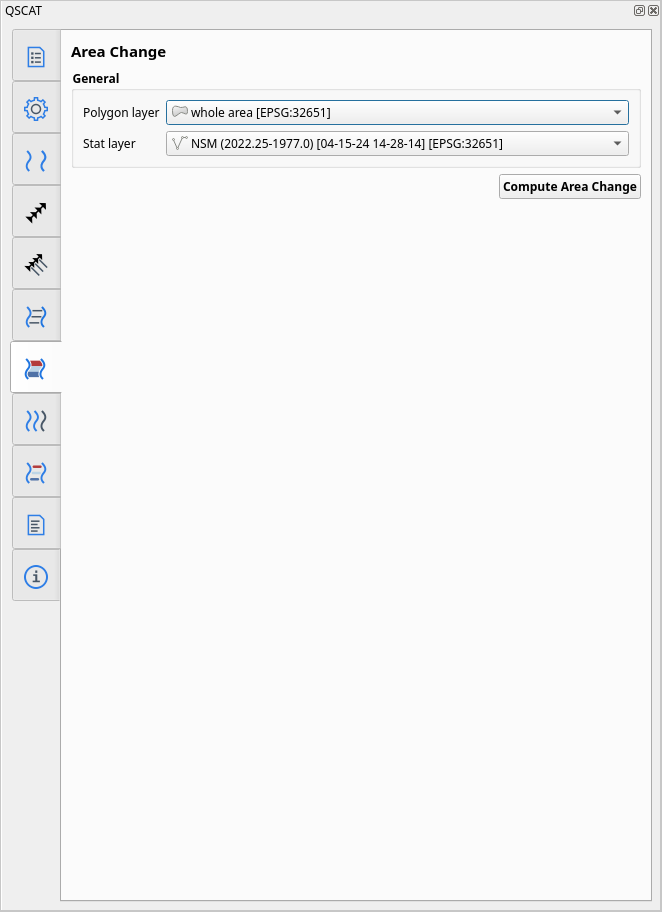 QSCAT
Area Change
General
Polygon layer whole area [EPSG:32651]
Stat layer NSM (2022.25-1977.0) [04-15-24 14-28-14] [EPSG:32651]
Compute Area Change